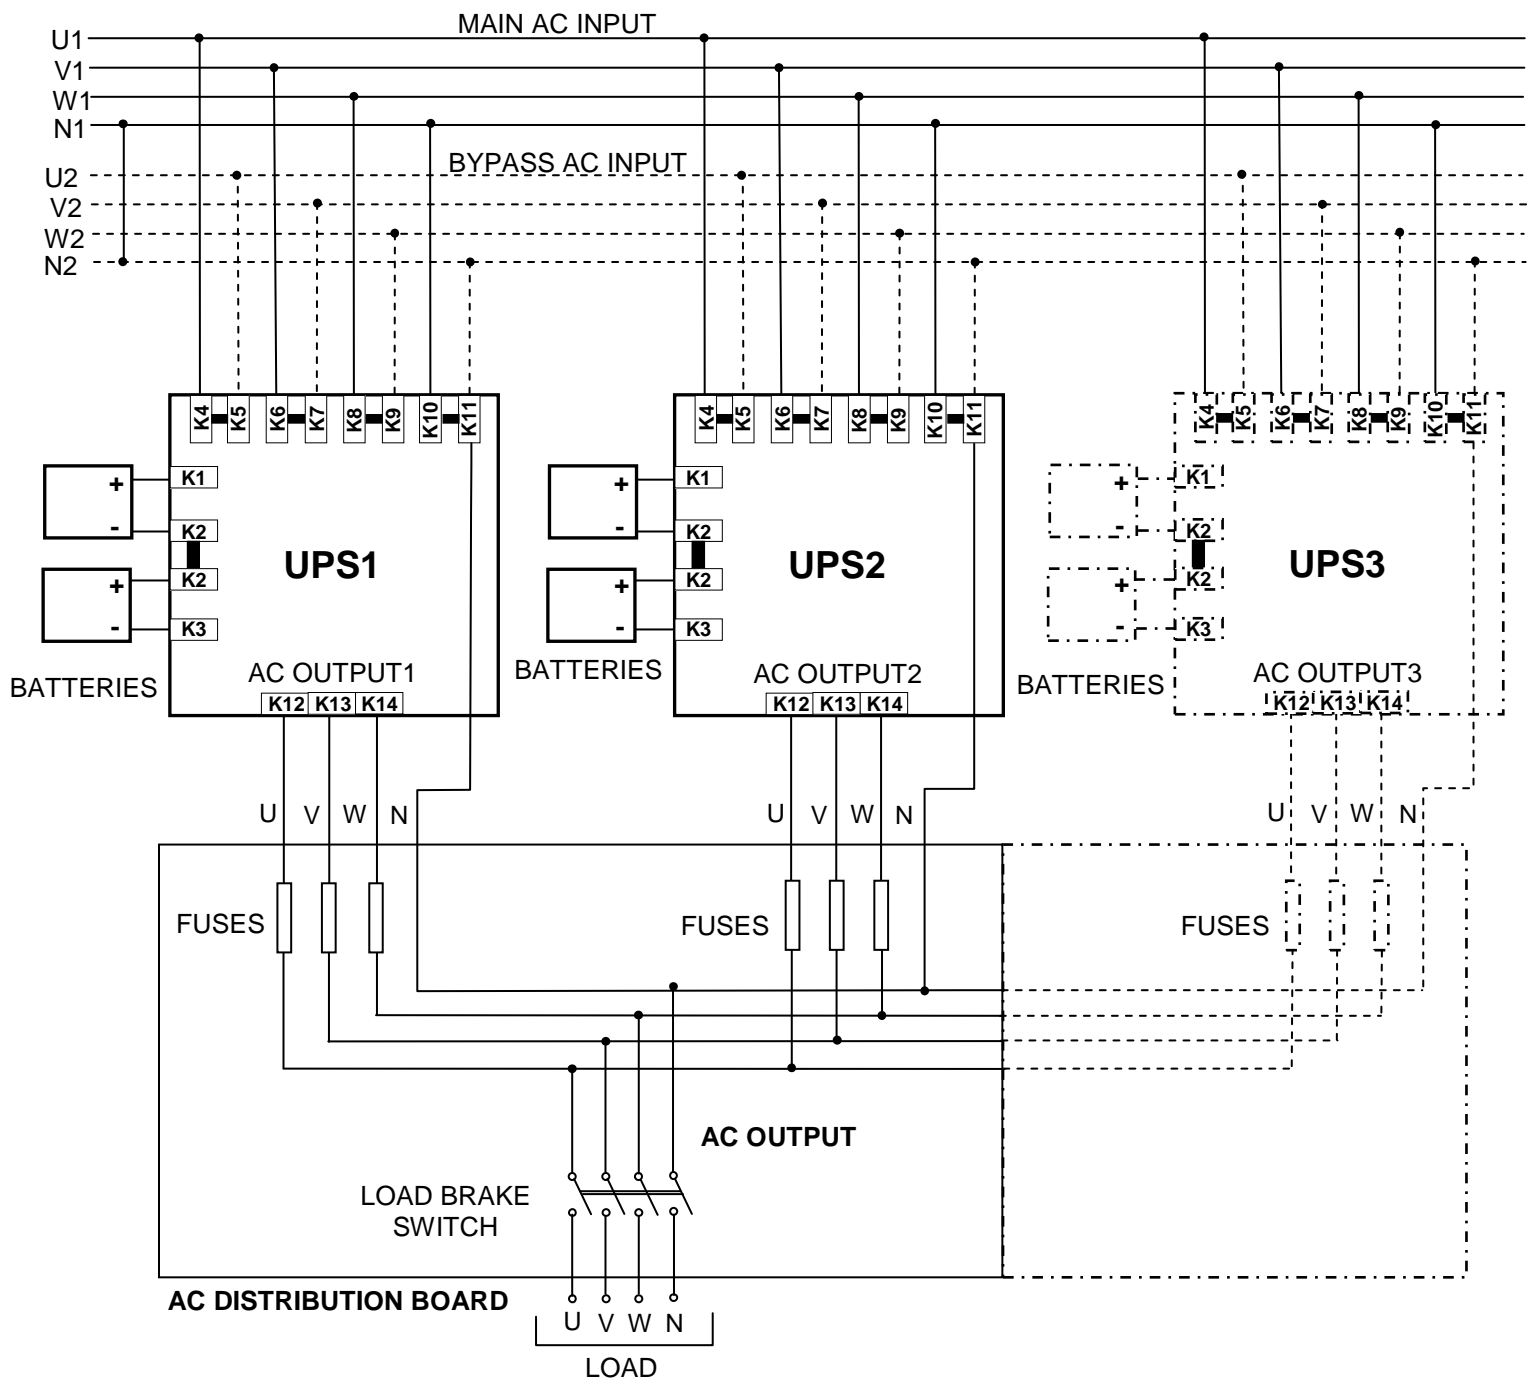 MAIN AC INPUT
U1
V1
W1
N1
BYPASS AC INPUT
U2
V2
W2
N2
K4 K5 K6 K7 K8 K9 K10 K11
K4 K5 K6 K7 K8 K9 K10 K11
K4 K5 K6 K7 K8 K9 K10 K11
+ K1
- K2
+ K2
- K3
UPS1
BATTERIES
AC OUTPUT1
K12 K13 K14
+ K1
- K2
+ K2
- K3
UPS2
BATTERIES
AC OUTPUT2
K12 K13 K14
+ K1
- K2
+ K2
- K3
UPS3
BATTERIES
AC OUTPUT3
K12 K13 K14
U V W N
U V W N
U V W N
FUSES
FUSES
FUSES
AC OUTPUT
LOAD BRAKE
SWITCH
AC DISTRIBUTION BOARD
U V W N
LOAD